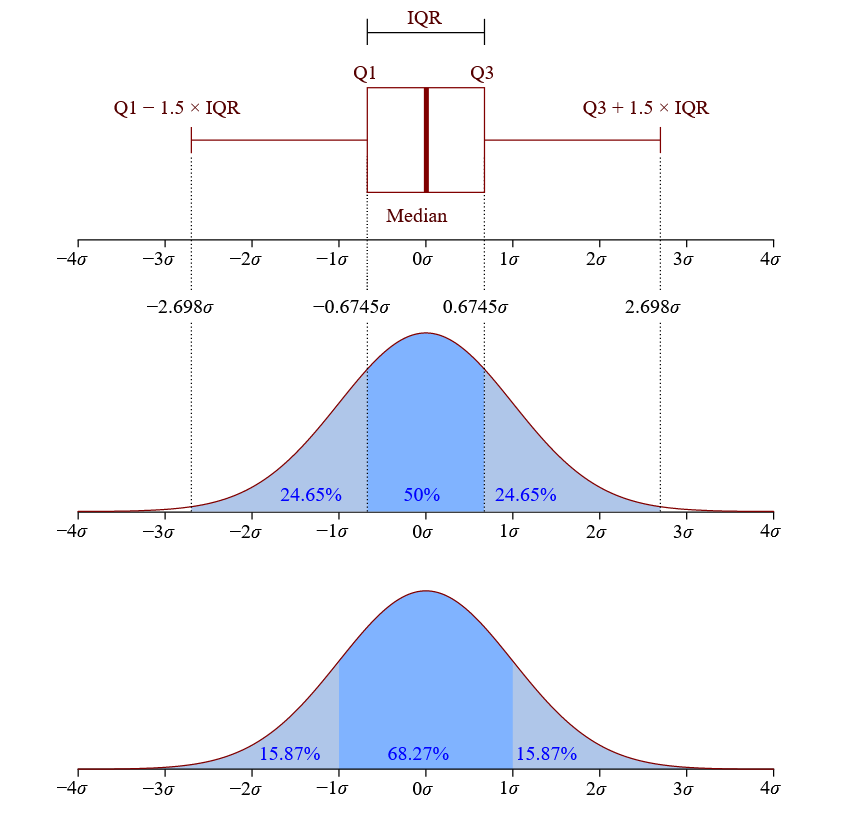 IQR
Q1 Q3
Q1 − 1.5 × IQR Q3 + 1.5 × IQR
Median
−4σ −3σ −2σ −1σ 0σ 1σ 2σ 3σ 4σ
−2.698σ −0.6745σ 0.6745σ 2.698σ
24.65% 50% 24.65%
−4σ −3σ −2σ −1σ 0σ 1σ 2σ 3σ 4σ
15.87% 68.27% 15.87%
−4σ −3σ −2σ −1σ 0σ 1σ 2σ 3σ 4σ